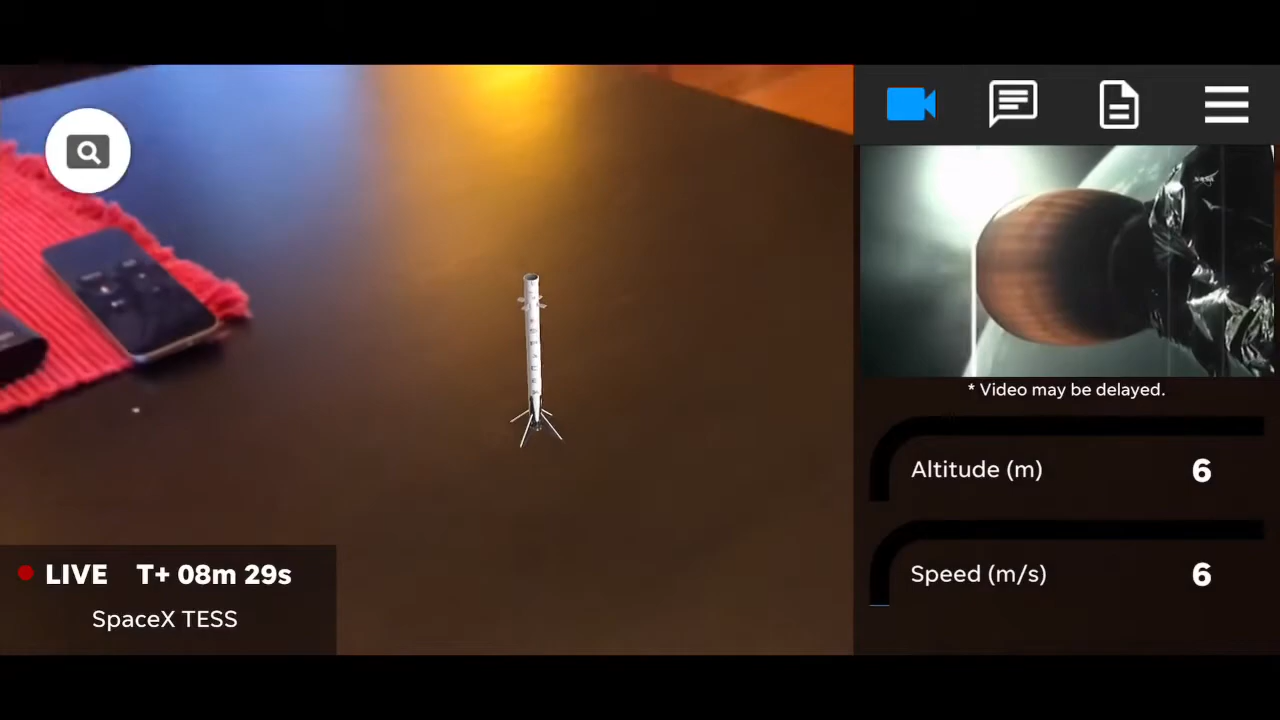 * Video may be delayed.
Altitude (m) 6
Speed (m/s) 6
LIVE T+ 08m 29s
SpaceX TESS